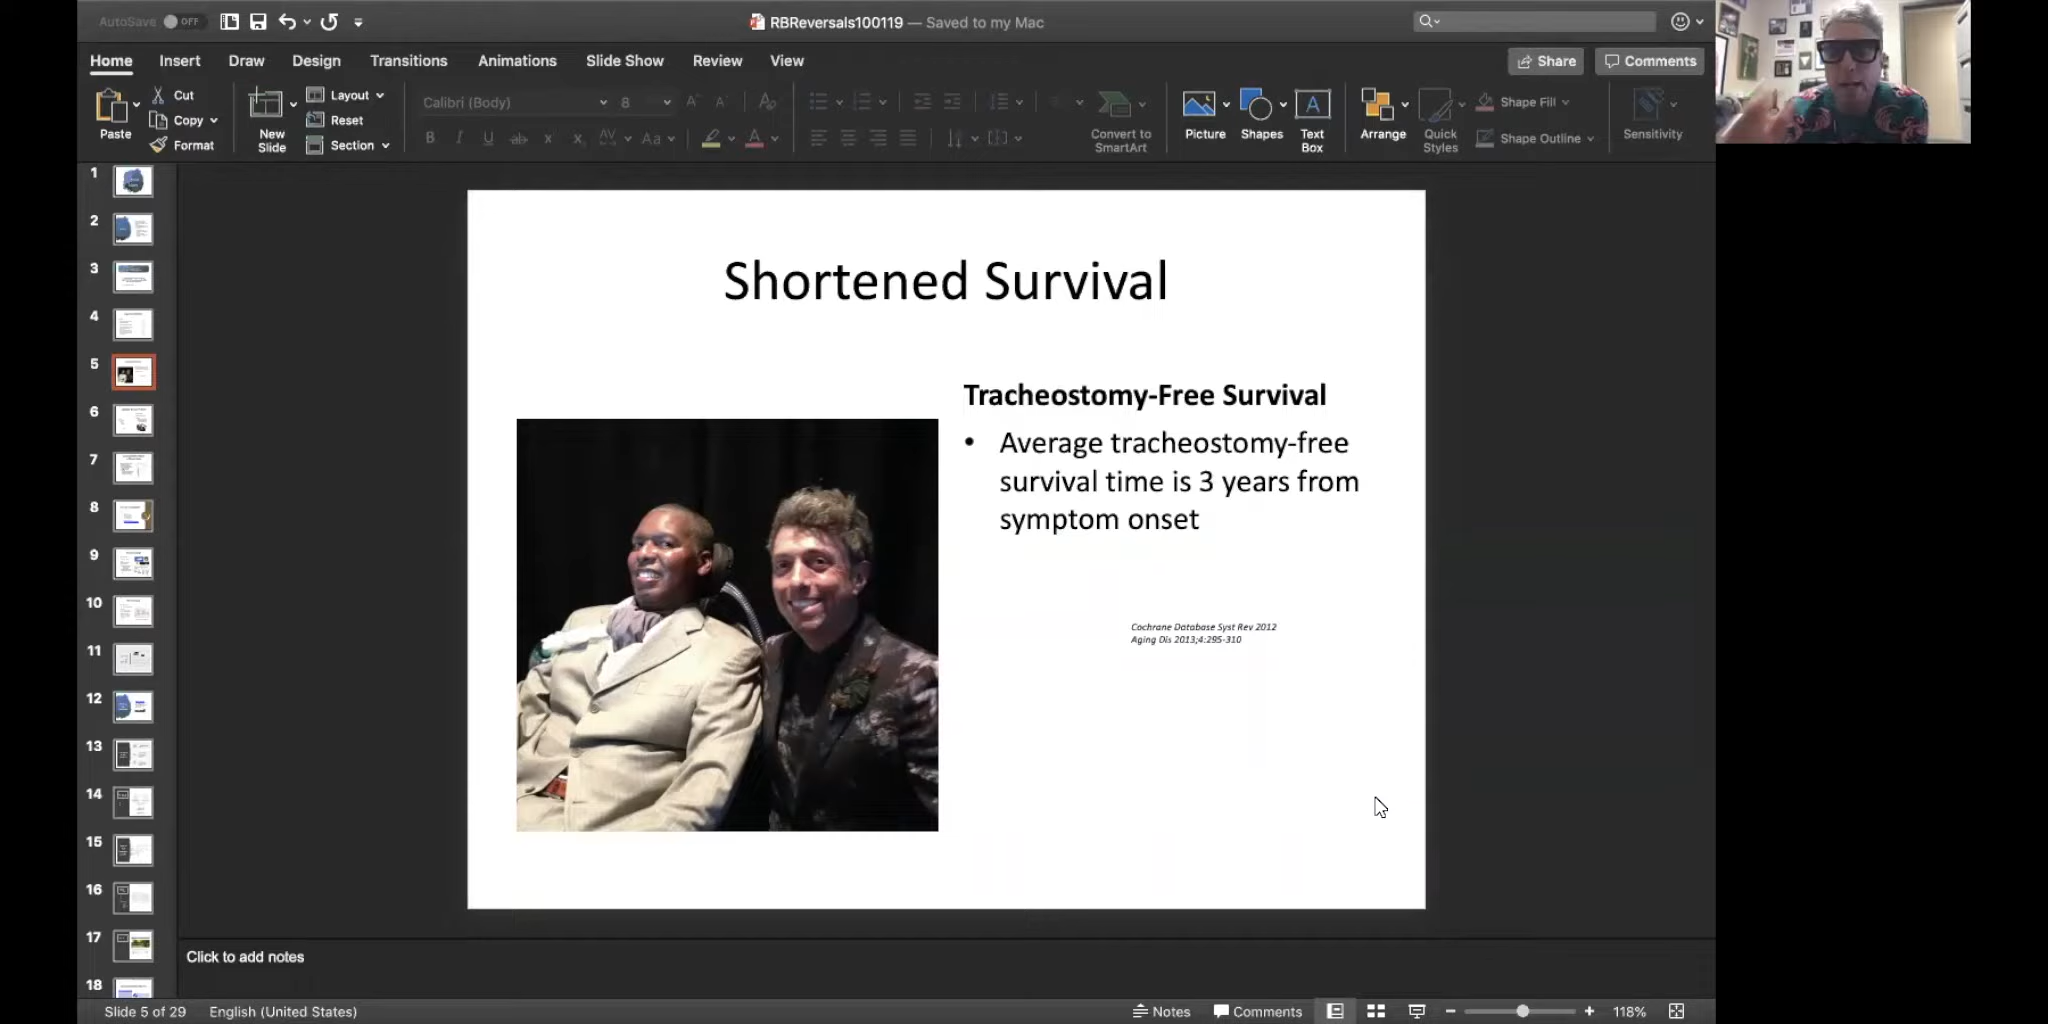 AutoSave OFF
RBReversals100119 — Saved to my Mac
Home Insert Draw Design Transitions Animations Slide Show Review View
Share Comments
Paste
Cut
Copy
Format
New Slide
Layout
Reset
Section
Calibri (Body) 8
Convert to SmartArt
Picture
Shapes
Text Box
Arrange
Quick Styles
Shape Fill
Shape Outline
Sensitivity
1
2
3
4
5
6
7
8
9
10
11
12
13
14
15
16
17
18
Shortened Survival
Tracheostomy-Free Survival
• Average tracheostomy-free
survival time is 3 years from
symptom onset
Cochrane Database Syst Rev 2012
Aging Dis 2013;4:295-310
Click to add notes
Slide 5 of 29 English (United States) Notes Comments 118%